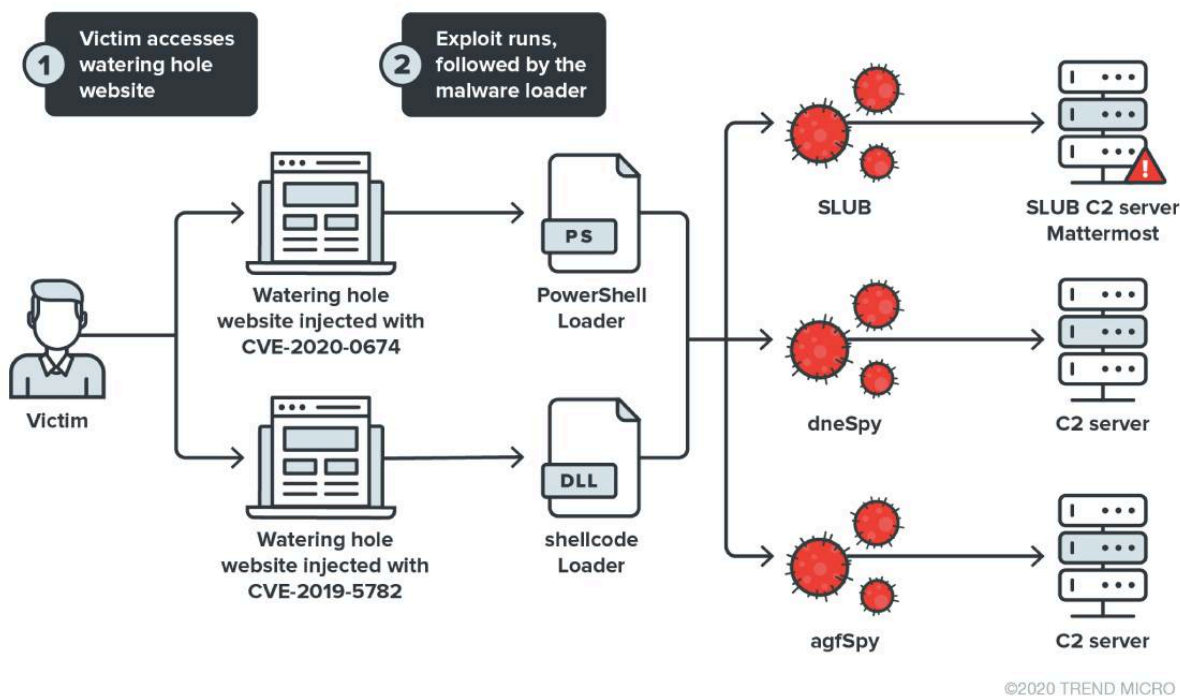 1
Victim accesses
watering hole
website
2
Exploit runs,
followed by the
malware loader
Victim
Watering hole
website injected with
CVE-2020-0674
PS
PowerShell
Loader
Watering hole
website injected with
CVE-2019-5782
DLL
shellcode
Loader
SLUB
SLUB C2 server
Mattermost
dneSpy
C2 server
agfSpy
C2 server
©2020 TREND MICRO